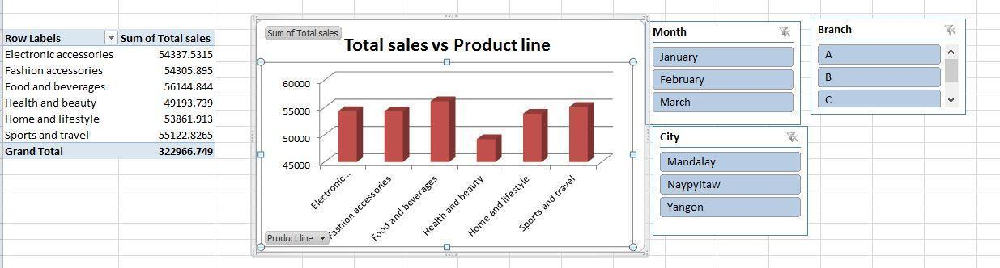 Row Labels Sum of Total sales
Electronic accessories 54337.5315
Fashion accessories 54305.895
Food and beverages 56144.844
Health and beauty 49193.739
Home and lifestyle 53861.913
Sports and travel 55122.8265
Grand Total 322966.749
Sum of Total sales
Total sales vs Product line
60000
55000
50000
45000
Electronic...
Fashion accessories
Food and beverages
Health and beauty
Home and lifestyle
Sports and travel
Product line
Month
January
February
March
Branch
A
B
C
City
Mandalay
Naypyitaw
Yangon